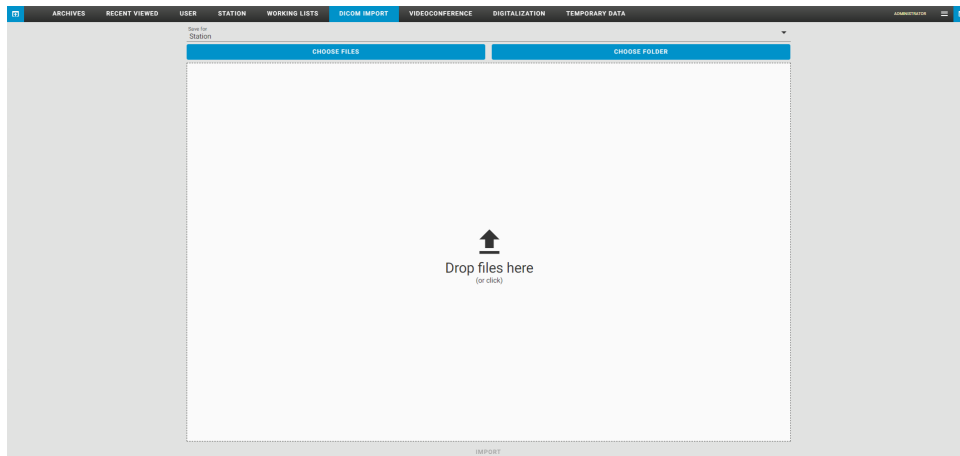 ARCHIVES RECENT VIEWED USER STATION WORKING LISTS DICOM IMPORT VIDEOCONFERENCE DIGITALIZATION TEMPORARY DATA ADMINISTRATOR
Save for
Station
CHOOSE FILES CHOOSE FOLDER
Drop files here
(or click)
IMPORT